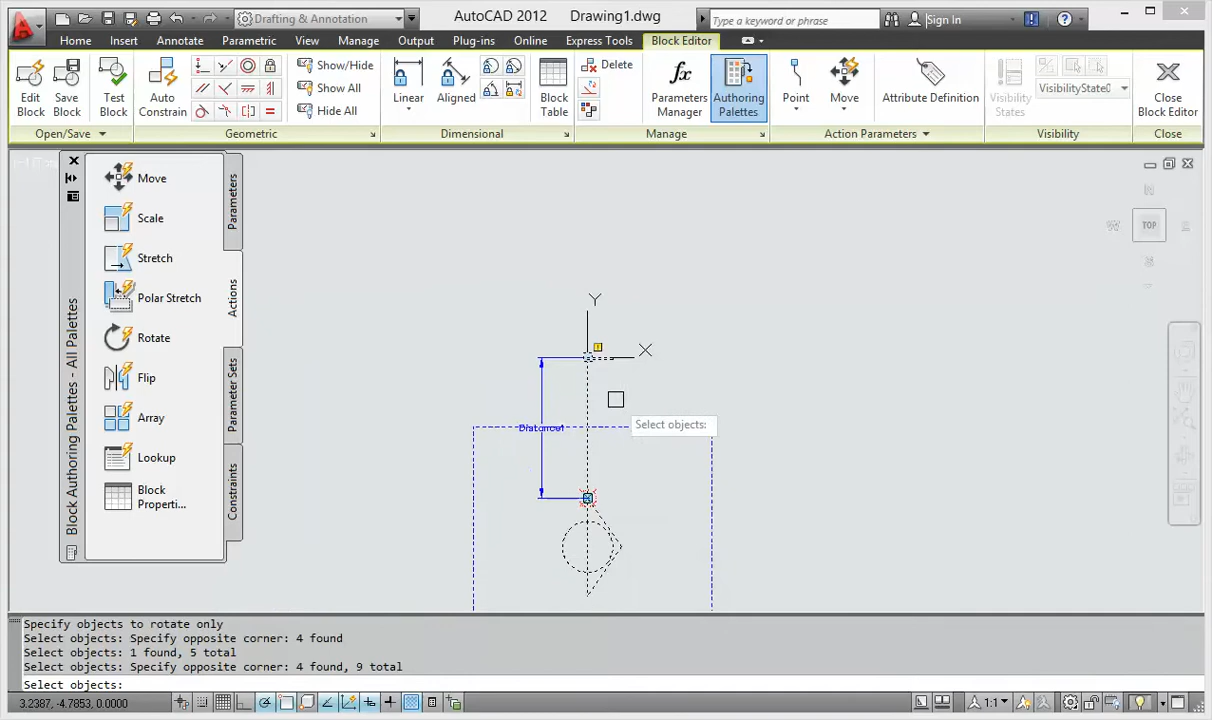 Drafting & Annotation
AutoCAD 2012 Drawing1.dwg
Type a keyword or phrase
Sign In
Home Insert Annotate Parametric View Manage Output Plug-ins Online Express Tools Block Editor
Edit Block
Save Block
Test Block
Auto Constrain
Show/Hide
Show All
Hide All
Linear
Aligned
Block Table
Delete
Parameters Manager
Authoring Palettes
Point
Move
Attribute Definition
Visibility States
VisibilityState0
Close Block Editor
Open/Save
Geometric
Dimensional
Manage
Action Parameters
Visibility
Close
Move
Scale
Stretch
Polar Stretch
Rotate
Flip
Array
Lookup
Block Properti...
Parameters
Actions
Parameter Sets
Constraints
Block Authoring Palettes - All Palettes
Y
X
Distance1
Select objects:
TOP
Specify objects to rotate only
Select objects: Specify opposite corner: 4 found
Select objects: 1 found, 5 total
Select objects: Specify opposite corner: 4 found, 9 total
Select objects:
3.2387, -4.7853, 0.0000
1:1